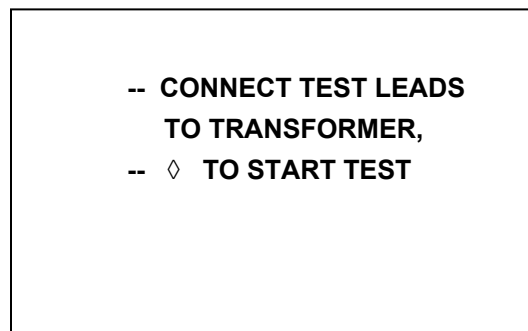 -- CONNECT TEST LEADS
TO TRANSFORMER,
-- ◊ TO START TEST